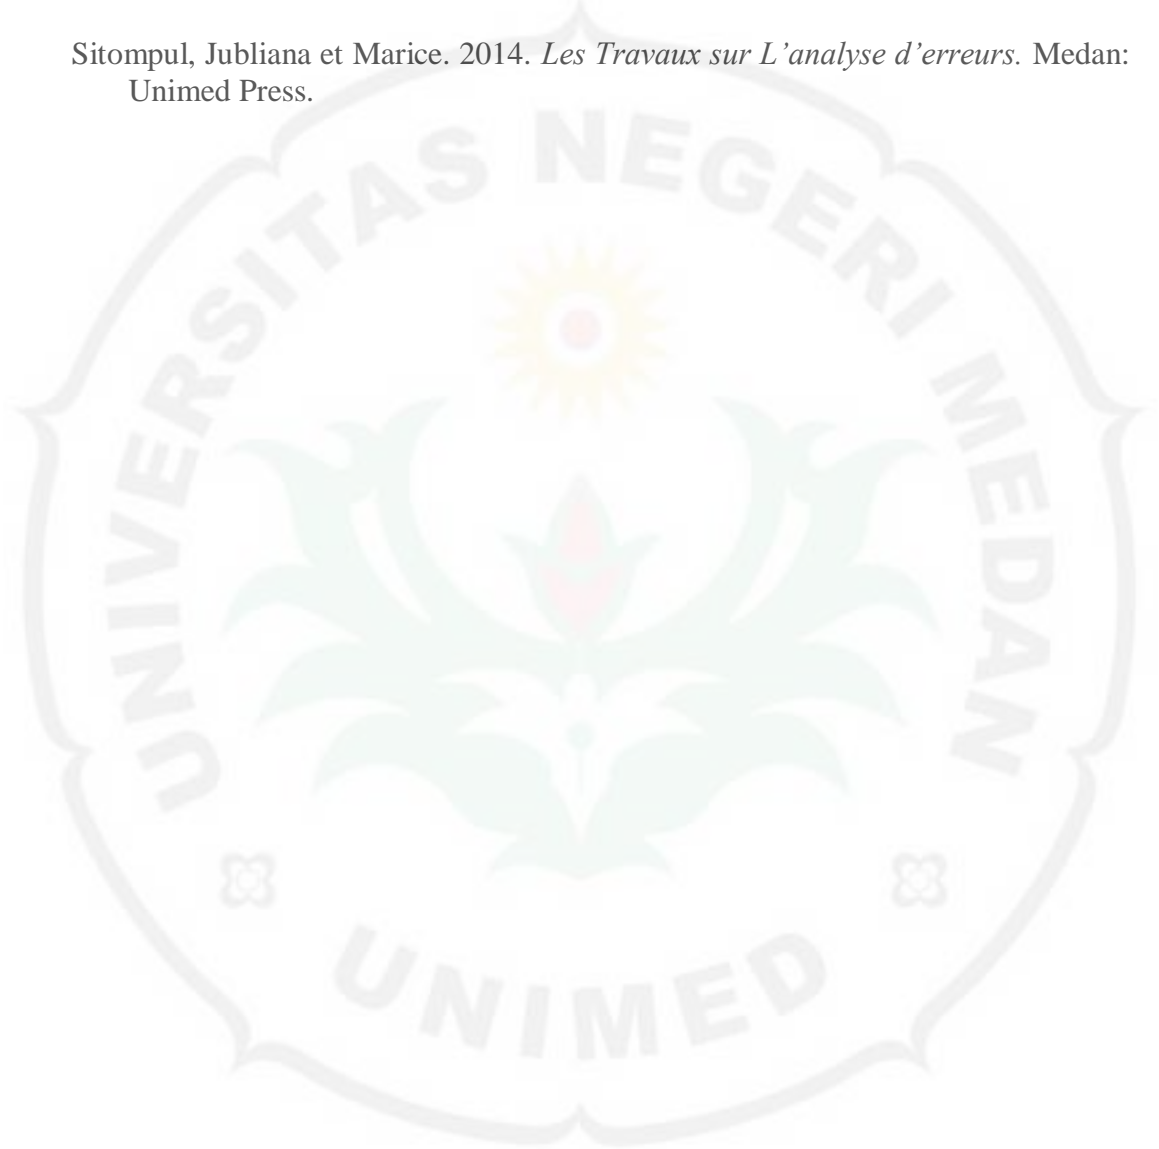 Sitompul, Jubliana et Marice. 2014. Les Travaux sur L’analyse d’erreurs. Medan:
Unimed Press.
UNIVERSITAS NEGERI MEDAN
UNIMED